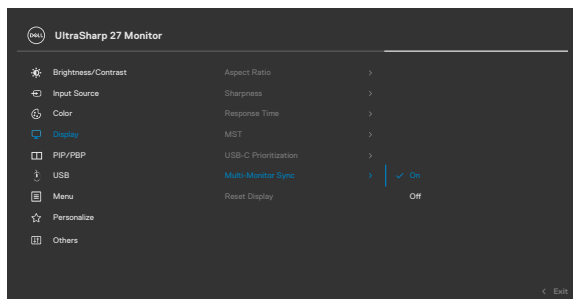 DELL UltraSharp 27 Monitor
Brightness/Contrast Aspect Ratio >
Input Source Sharpness >
Color Response Time >
Display MST >
PIP/PBP USB-C Prioritization >
USB Multi-Monitor Sync > ✓ On
Menu Reset Display Off
Personalize
Others
< Exit